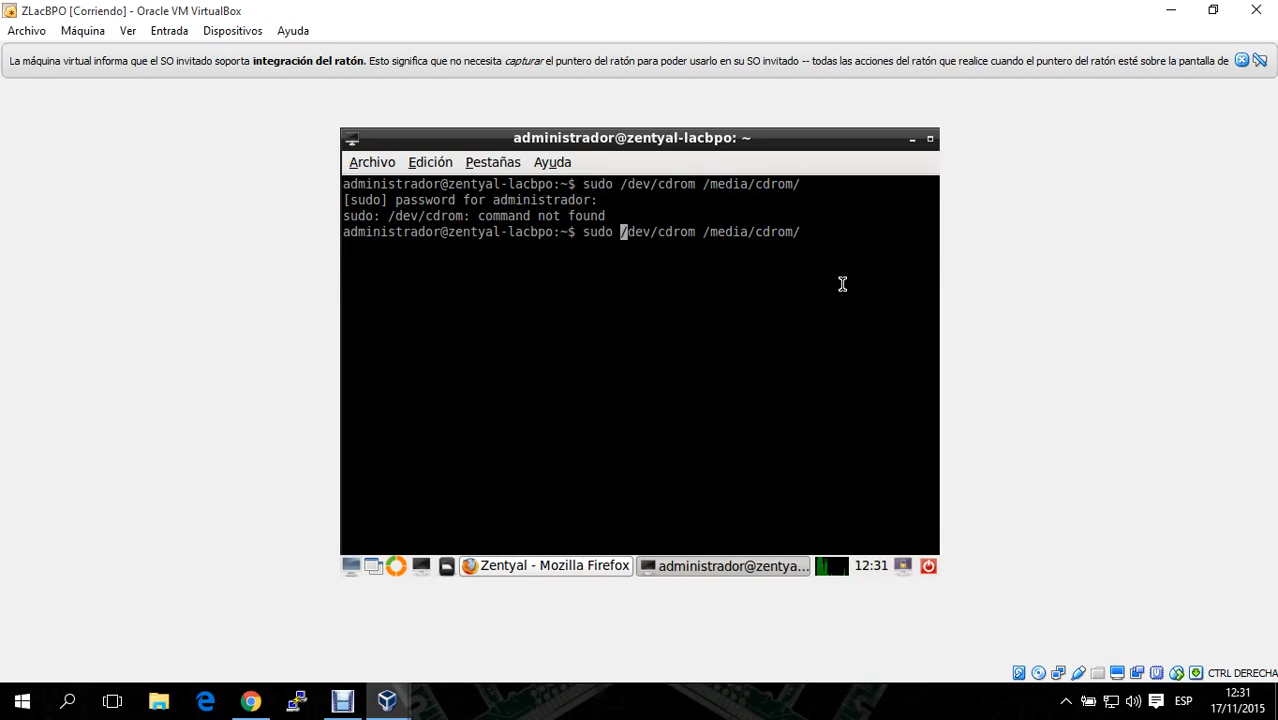 ZLacBPO [Corriendo] - Oracle VM VirtualBox
Archivo Máquina Ver Entrada Dispositivos Ayuda
La máquina virtual informa que el SO invitado soporta integración del ratón. Esto significa que no necesita capturar el puntero del ratón para poder usarlo en su SO invitado -- todas las acciones del ratón que realice cuando el puntero del ratón esté sobre la pantalla de
administrador@zentyal-lacbpo: ~
Archivo Edición Pestañas Ayuda
administrador@zentyal-lacbpo:~$ sudo /dev/cdrom /media/cdrom/
[sudo] password for administrador:
sudo: /dev/cdrom: command not found
administrador@zentyal-lacbpo:~$ sudo /dev/cdrom /media/cdrom/
Zentyal - Mozilla Firefox administrador@zentya... 12:31
CTRL DERECHA
ESP 12:31
17/11/2015